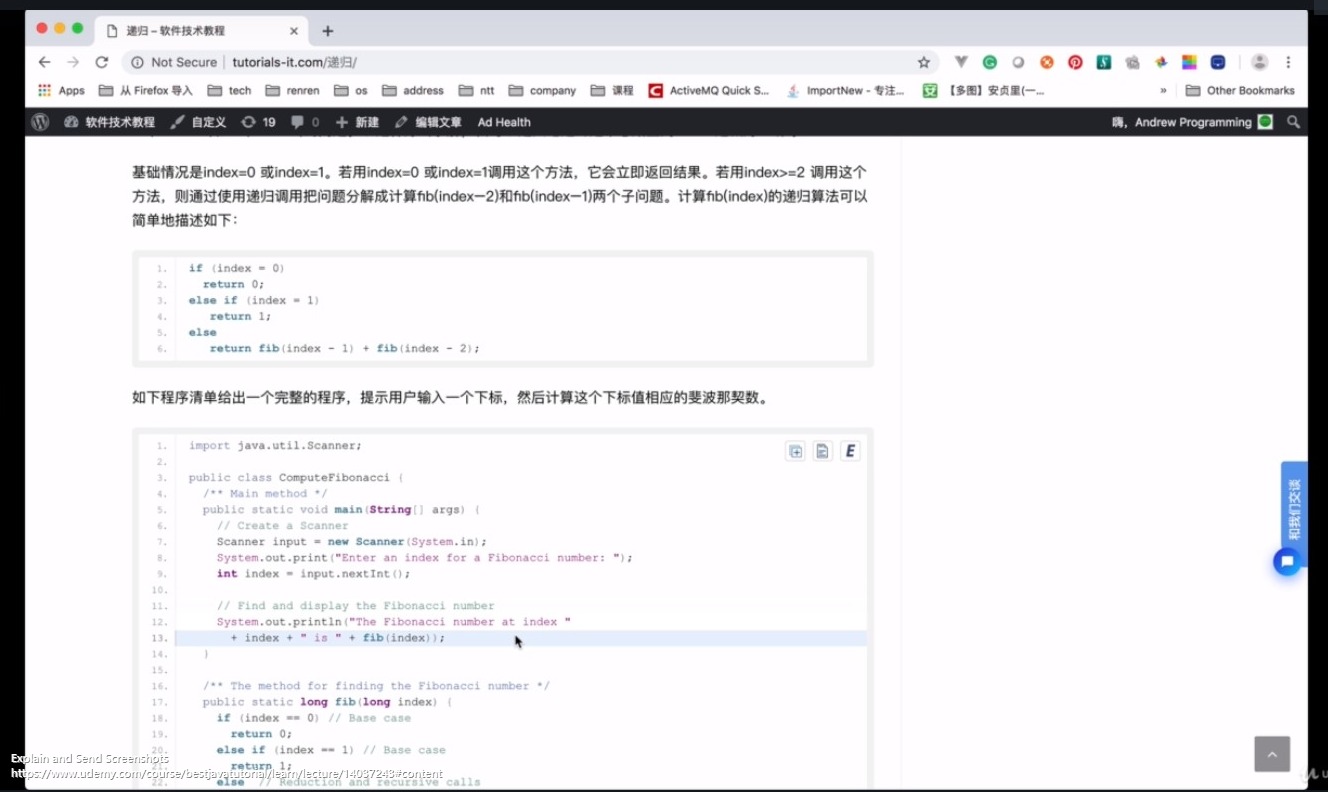 递归 – 软件技术教程
Not Secure | tutorials-it.com/递归/
Apps 从 Firefox 导入 tech renren os address ntt company 课程 ActiveMQ Quick S... ImportNew - 专注... 【多图】安贞里(一... » Other Bookmarks
软件技术教程 自定义 19 0 新建 编辑文章 Ad Health 嗨，Andrew Programming
基础情况是index=0 或index=1。若用index=0 或index=1调用这个方法，它会立即返回结果。若用index>=2 调用这个
方法，则通过使用递归调用把问题分解成计算fib(index−2)和fib(index−1)两个子问题。计算fib(index)的递归算法可以
简单地描述如下：
1. if (index = 0)
2. return 0;
3. else if (index = 1)
4. return 1;
5. else
6. return fib(index - 1) + fib(index - 2);
如下程序清单给出一个完整的程序，提示用户输入一个下标，然后计算这个下标值相应的斐波那契数。
1. import java.util.Scanner;
2.
3. public class ComputeFibonacci {
4. /** Main method */
5. public static void main(String[] args) {
6. // Create a Scanner
7. Scanner input = new Scanner(System.in);
8. System.out.print("Enter an index for a Fibonacci number: ");
9. int index = input.nextInt();
10.
11. // Find and display the Fibonacci number
12. System.out.println("The Fibonacci number at index "
13. + index + " is " + fib(index));
14. }
15.
16. /** The method for finding the Fibonacci number */
17. public static long fib(long index) {
18. if (index == 0) // Base case
19. return 0;
20. else if (index == 1) // Base case
21. return 1;
22. else // Reduction and recursive calls
E
和我们交谈
Explain and Send Screenshots
https://www.udemy.com/course/bestjavatutorial/learn/lecture/14037243#content